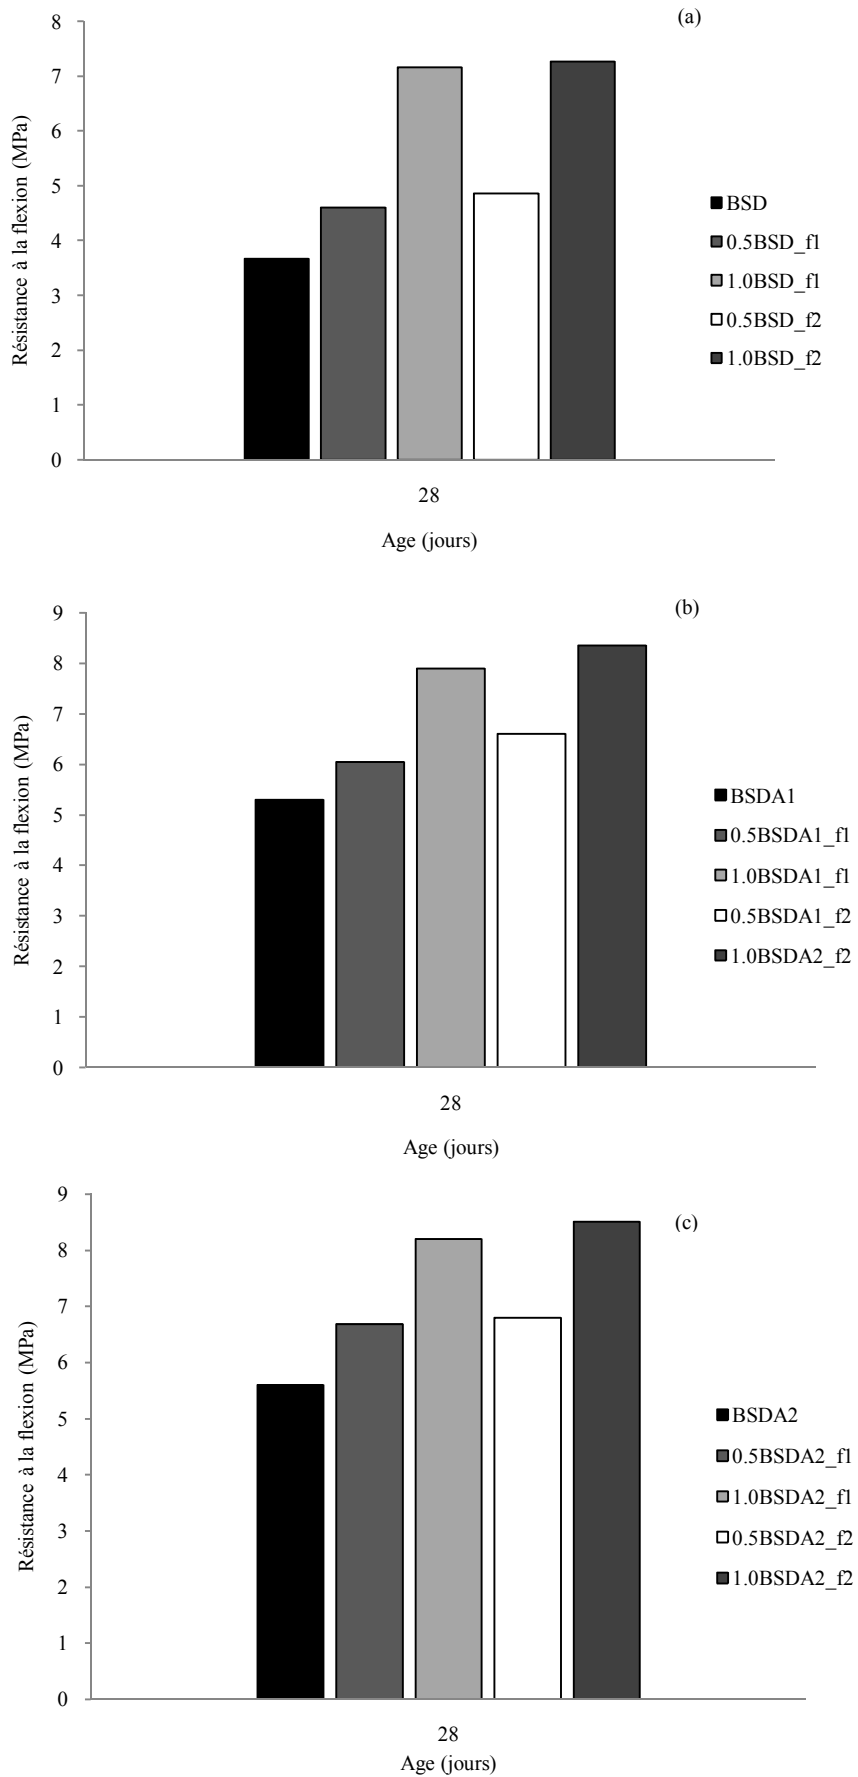 (a)
Résistance à la flexion (MPa)
8
7
6
5
4
3
2
1
0
28
Age (jours)
BSD
0.5BSD_f1
1.0BSD_f1
0.5BSD_f2
1.0BSD_f2
(b)
Résistance à la flexion (MPa)
9
8
7
6
5
4
3
2
1
0
28
Age (jours)
BSDA1
0.5BSDA1_f1
1.0BSDA1_f1
0.5BSDA1_f2
1.0BSDA2_f2
(c)
Résistance à la flexion (MPa)
9
8
7
6
5
4
3
2
1
0
28
Age (jours)
BSDA2
0.5BSDA2_f1
1.0BSDA2_f1
0.5BSDA2_f2
1.0BSDA2_f2